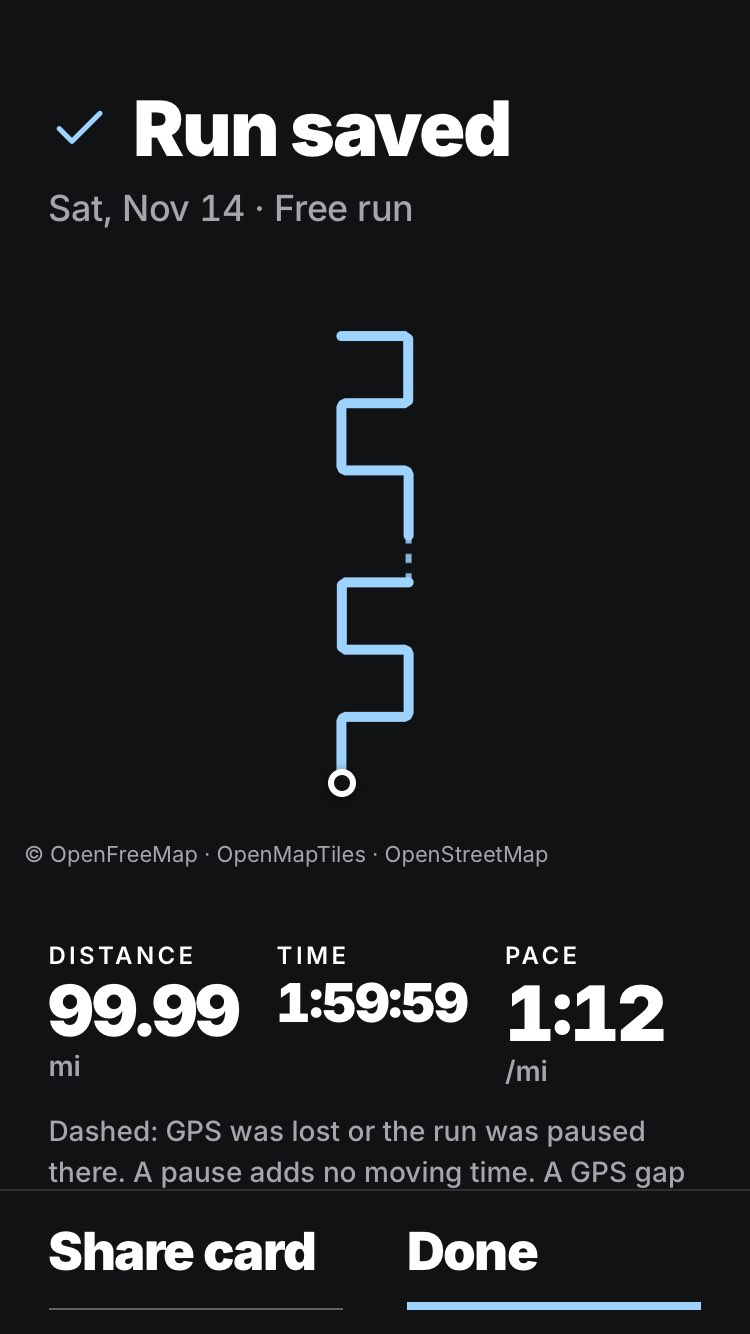 Run saved
Sat, Nov 14 · Free run
© OpenFreeMap · OpenMapTiles · OpenStreetMap
DISTANCE TIME PACE
99.99 1:59:59 1:12
mi /mi
Dashed: GPS was lost or the run was paused
there. A pause adds no moving time. A GPS gap
Share card Done